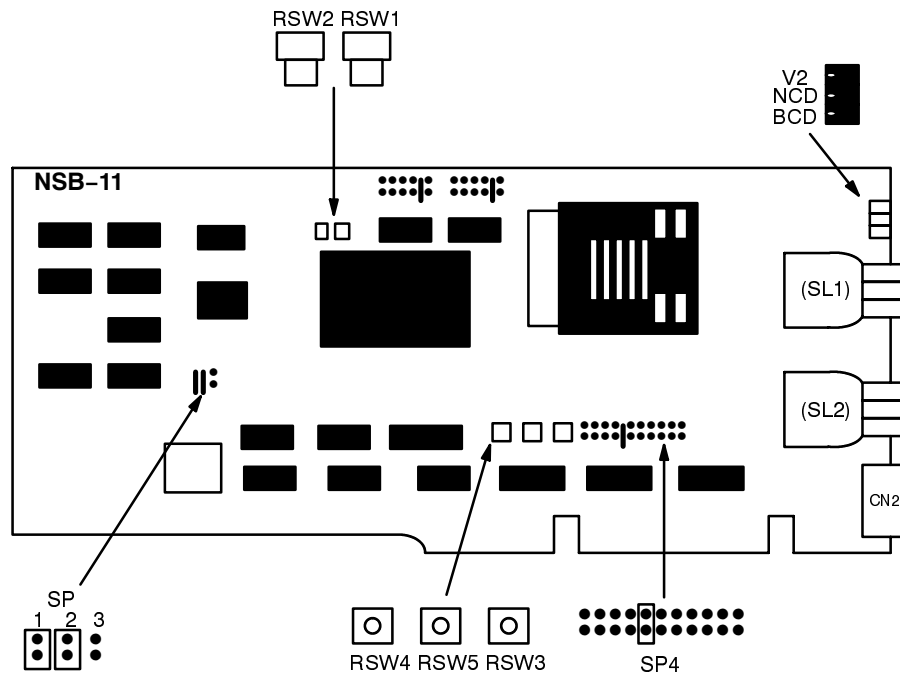 RSW2 RSW1
V2
NCD
BCD
NSB–11
(SL1)
(SL2)
CN2
SP
1 2 3
RSW4 RSW5 RSW3
SP4